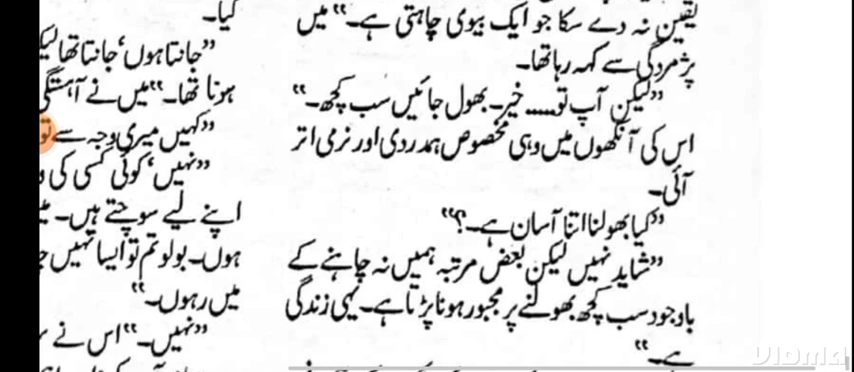 یقین نہ دے سکا جو ایک بیوی چاہتی ہے۔“ میں
پژمردگی سے کہہ رہا تھا۔
”لیکن آپ تو..... خیر۔ بھول جائیں سب کچھ۔“
اس کی آنکھوں میں وہی مخصوص ہمدردی اور نرمی اتر
آئی۔
”کیا بھولنا اتنا آسان ہے۔؟“
”شاید نہیں لیکن بعض مرتبہ ہمیں نہ چاہنے کے
باوجود سب کچھ بھولنے پر مجبور ہونا پڑتا ہے۔ یہی زندگی
ہے۔“
گیا۔
”جانتا ہوں‘ جانتا تھا
ہونا تھا۔“ میں نے آہستگی
”کہیں میری وجہ سے تو
”نہیں‘ کوئی کسی کی
اپنے لیے سوچتے ہیں۔
ہوں۔ بولو تم تو ایسا نہیں
میں رہوں۔“
”نہیں۔“ اس نے
VidMa